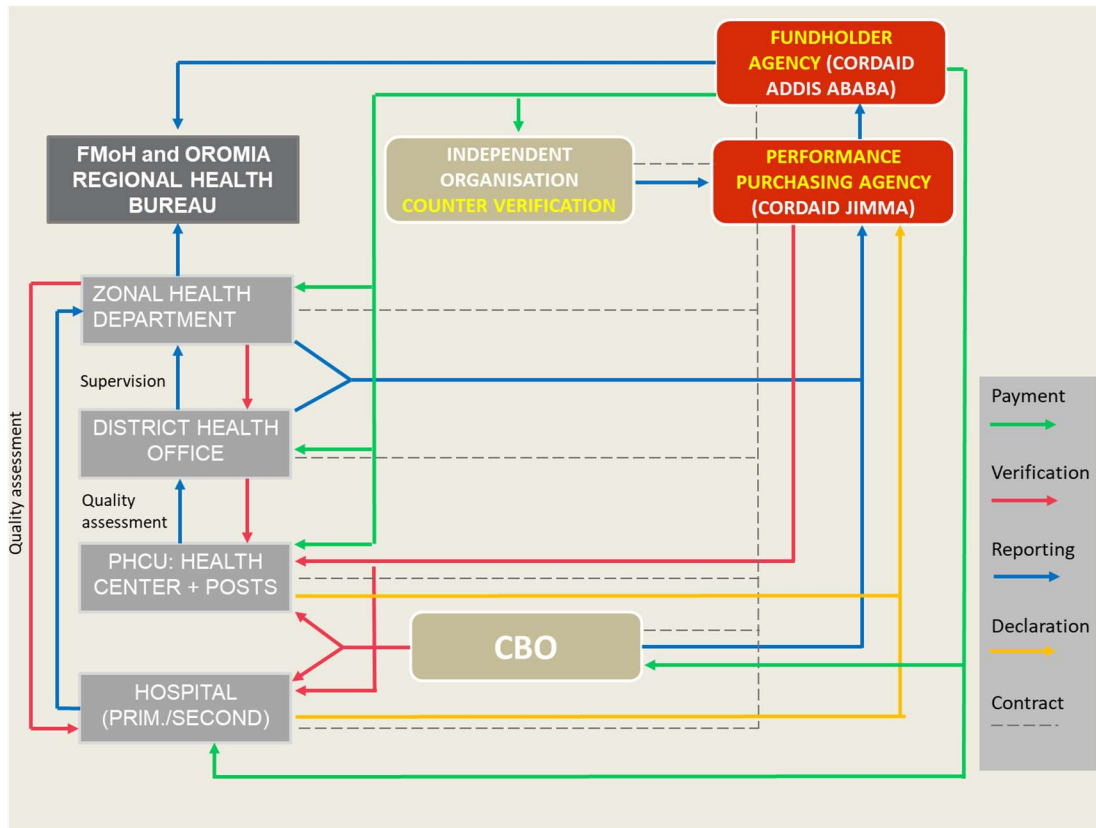 FUNDHOLDER
AGENCY (CORDAID
ADDIS ABABA)
FMoH and OROMIA
REGIONAL HEALTH
BUREAU
INDEPENDENT
ORGANISATION
COUNTER VERIFICATION
PERFORMANCE
PURCHASING AGENCY
(CORDAID JIMMA)
ZONAL HEALTH
DEPARTMENT
Supervision
DISTRICT HEALTH
OFFICE
Quality assessment
Quality
assessment
PHCU: HEALTH
CENTER + POSTS
CBO
HOSPITAL
(PRIM./SECOND)
Payment
Verification
Reporting
Declaration
Contract